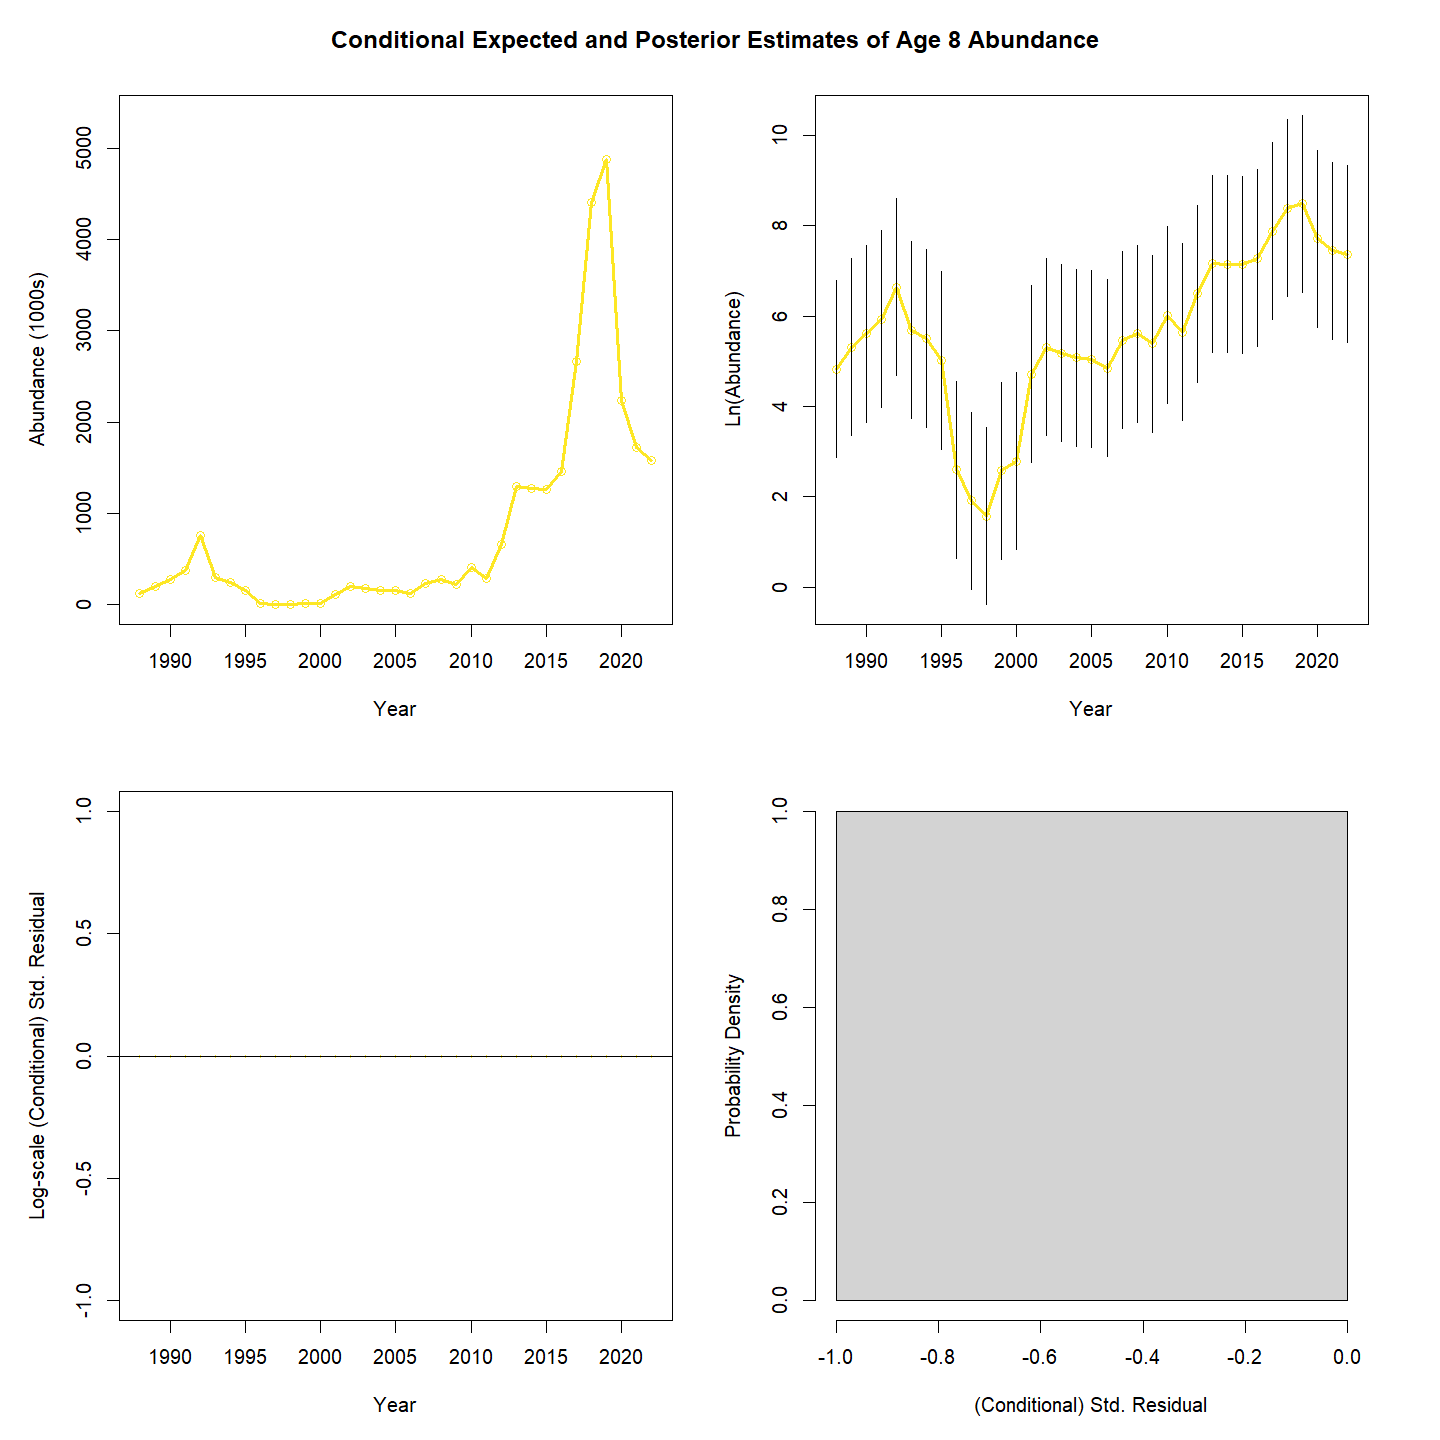 Conditional Expected and Posterior Estimates of Age 8 Abundance
Abundance (1000s)
5000
4000
3000
2000
1000
0
1990 1995 2000 2005 2010 2015 2020
Year
Ln(Abundance)
10
8
6
4
2
0
1990 1995 2000 2005 2010 2015 2020
Year
Log-scale (Conditional) Std. Residual
1.0
0.5
0.0
-0.5
-1.0
1990 1995 2000 2005 2010 2015 2020
Year
Probability Density
1.0
0.8
0.6
0.4
0.2
0.0
-1.0 -0.8 -0.6 -0.4 -0.2 0.0
(Conditional) Std. Residual